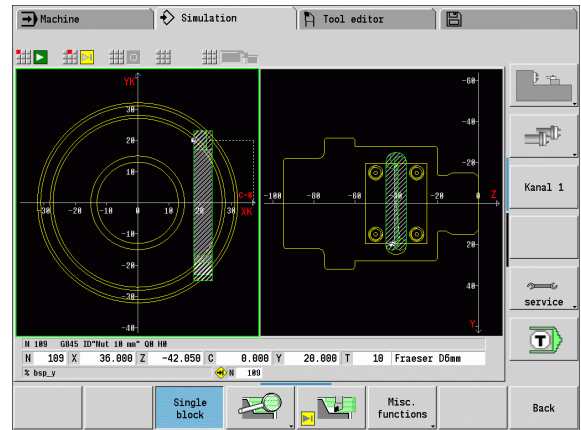 Machine
Simulation
Tool editor
YK
30
20
10
-30 -20 -10 0 10 20 30 XK
C-0
-10
-20
-30
-40
-60
-40
-20
-100 -80 -60 -40 -20 0 Z
20
40
Y
Kanal 1
service
T
N 109 G845 ID"Nut 10 mm" Q0 H0
N 109 X 36.000 Z -42.050 C 0.000 Y 20.000 T 10 Fraeser D6mm
% bsp_y
N 109
Single
block
Misc.
functions
Back